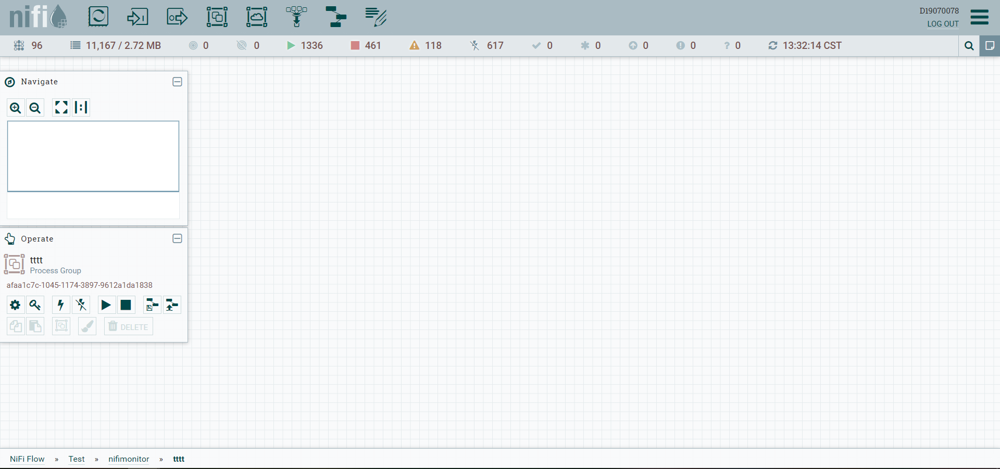 nifi
D19070078
LOG OUT
96 11,167 / 2.72 MB 0 0 1336 461 118 617 0 0 0 0 ? 0 13:32:14 CST
Navigate
Operate
tttt
Process Group
afaa1c7c-1045-1174-3897-9612a1da1838
DELETE
NiFi Flow » Test » nifimonitor » tttt